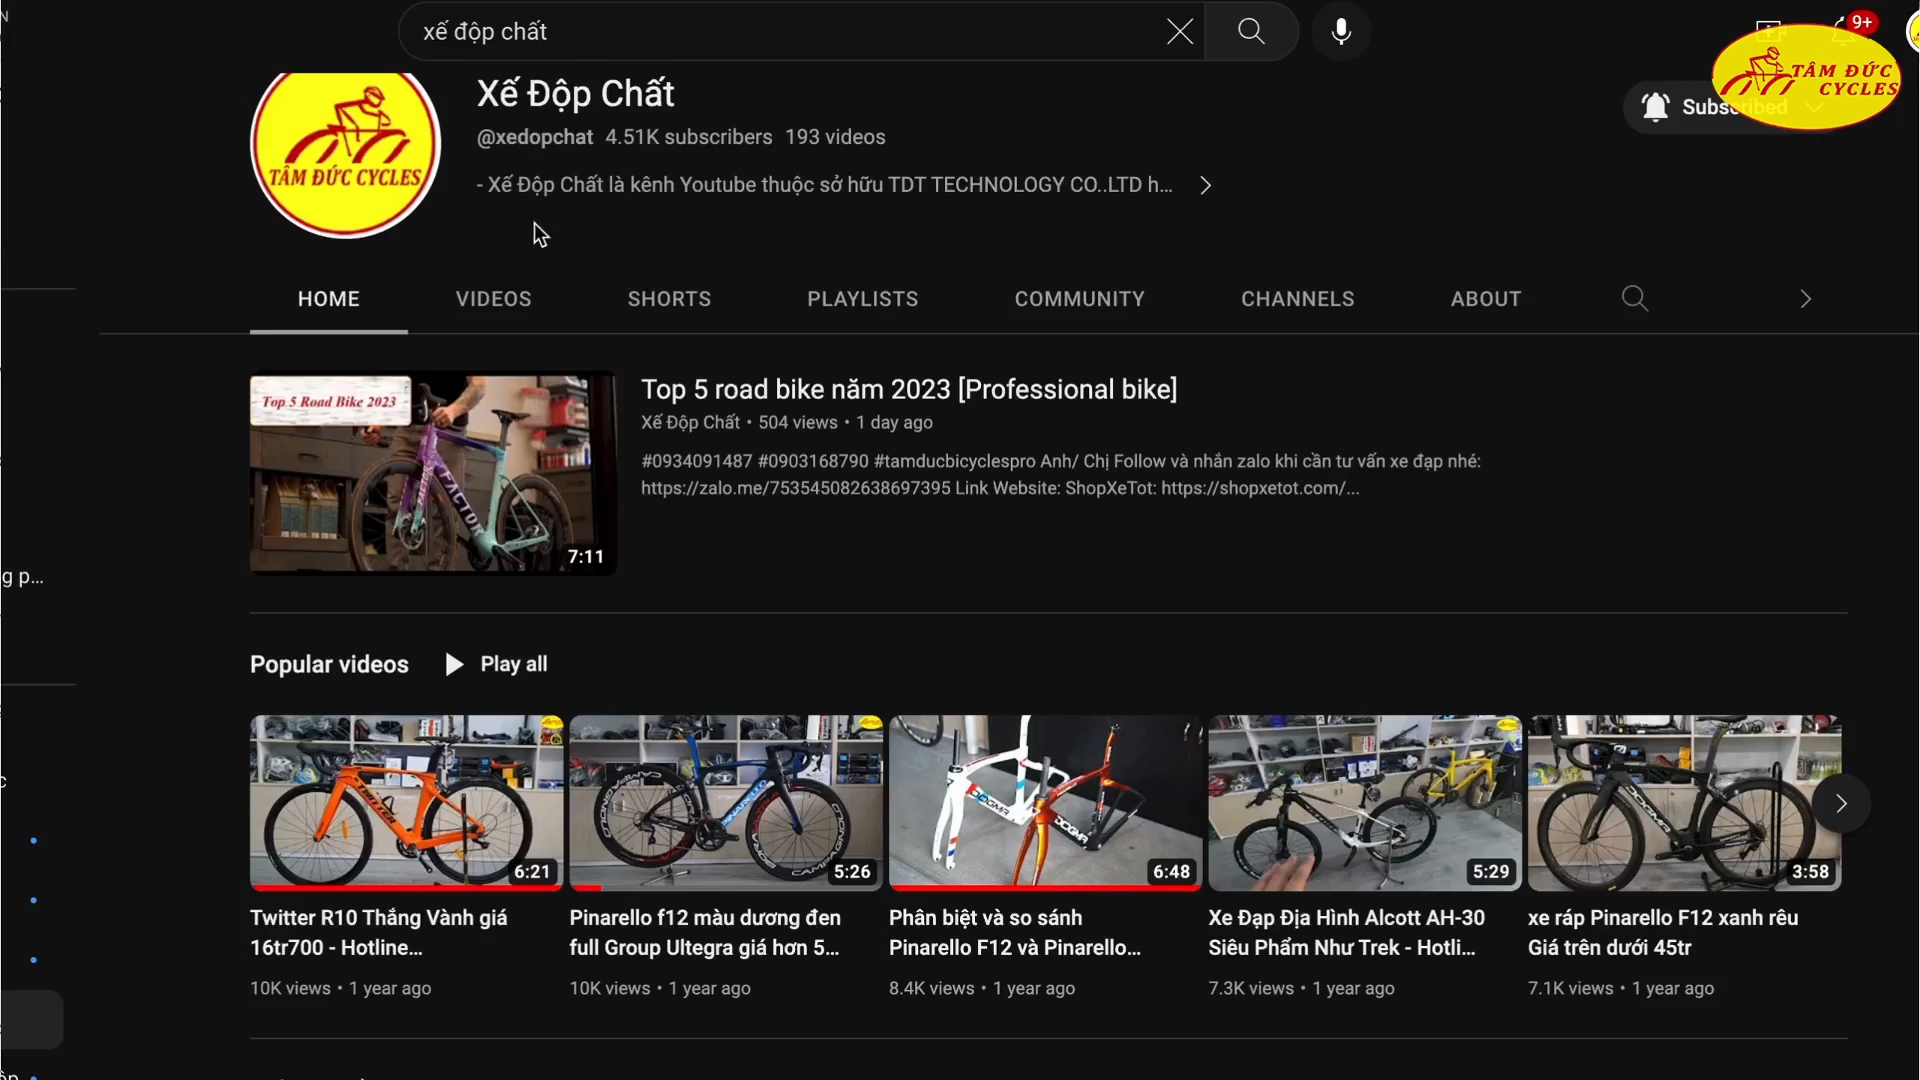 xế độp chất
9+
TÂM ĐỨC
CYCLES
Xế Độp Chất
@xedopchat 4.51K subscribers 193 videos
Subscribed
TÂM ĐỨC CYCLES
- Xế Độp Chất là kênh Youtube thuộc sở hữu TDT TECHNOLOGY CO..LTD h...
HOME VIDEOS SHORTS PLAYLISTS COMMUNITY CHANNELS ABOUT
Top 5 Road Bike 2023
FACTOR
7:11
Top 5 road bike năm 2023 [Professional bike]
Xế Độp Chất • 504 views • 1 day ago
#0934091487 #0903168790 #tamducbicyclespro Anh/ Chị Follow và nhắn zalo khi cần tư vấn xe đạp nhé:
https://zalo.me/753545082638697395 Link Website: ShopXeTot: https://shopxetot.com/...
g p...
Popular videos Play all
TWITTER
6:21
PINARELLO
CAMPAGNOLO
BORA
5:26
DOGMA
DOGMA
6:48
5:29
DOGMA
3:58
Twitter R10 Thắng Vành giá
16tr700 - Hotline...
10K views • 1 year ago
Pinarello f12 màu dương đen
full Group Ultegra giá hơn 5...
10K views • 1 year ago
Phân biệt và so sánh
Pinarello F12 và Pinarello...
8.4K views • 1 year ago
Xe Đạp Địa Hình Alcott AH-30
Siêu Phẩm Như Trek - Hotli...
7.3K views • 1 year ago
xe ráp Pinarello F12 xanh rêu
Giá trên dưới 45tr
7.1K views • 1 year ago